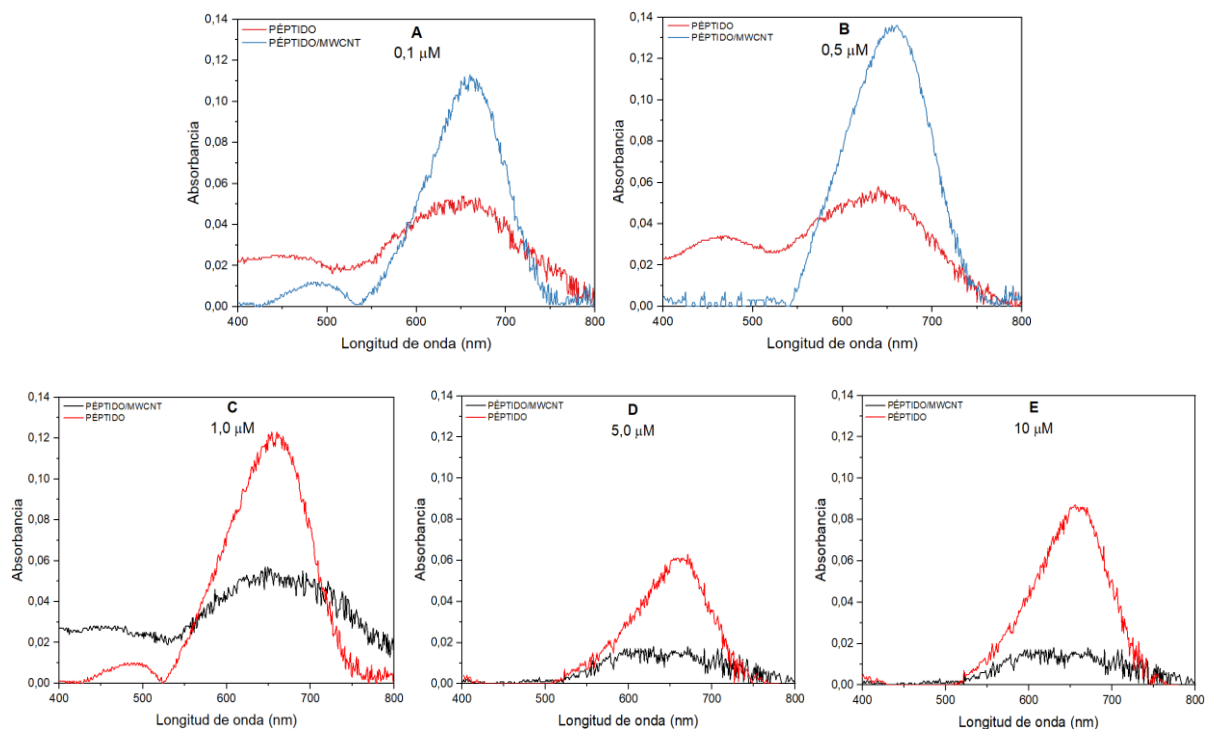 PÉPTIDO
PÉPTIDO/MWCNT
A
0,1 μM
0,14
0,12
0,10
0,08
0,06
0,04
0,02
0,00
Absorbancia
400 500 600 700 800
Longitud de onda (nm)
PÉPTIDO
PÉPTIDO/MWCNT
B
0,5 μM
0,14
0,12
0,10
0,08
0,06
0,04
0,02
0,00
Absorbancia
400 500 600 700 800
Longitud de onda (nm)
PÉPTIDO/MWCNT
PÉPTIDO
C
1,0 μM
0,14
0,12
0,10
0,08
0,06
0,04
0,02
0,00
Absorbancia
400 500 600 700 800
Longitud de onda (nm)
PÉPTIDO/MWCNT
PÉPTIDO
D
5,0 μM
0,14
0,12
0,10
0,08
0,06
0,04
0,02
0,00
Absorbancia
400 500 600 700 800
Longitud de onda (nm)
PÉPTIDO/MWCNT
PÉPTIDO
E
10 μM
0,14
0,12
0,10
0,08
0,06
0,04
0,02
0,00
Absorbancia
400 500 600 700 800
Longitud de onda (nm)